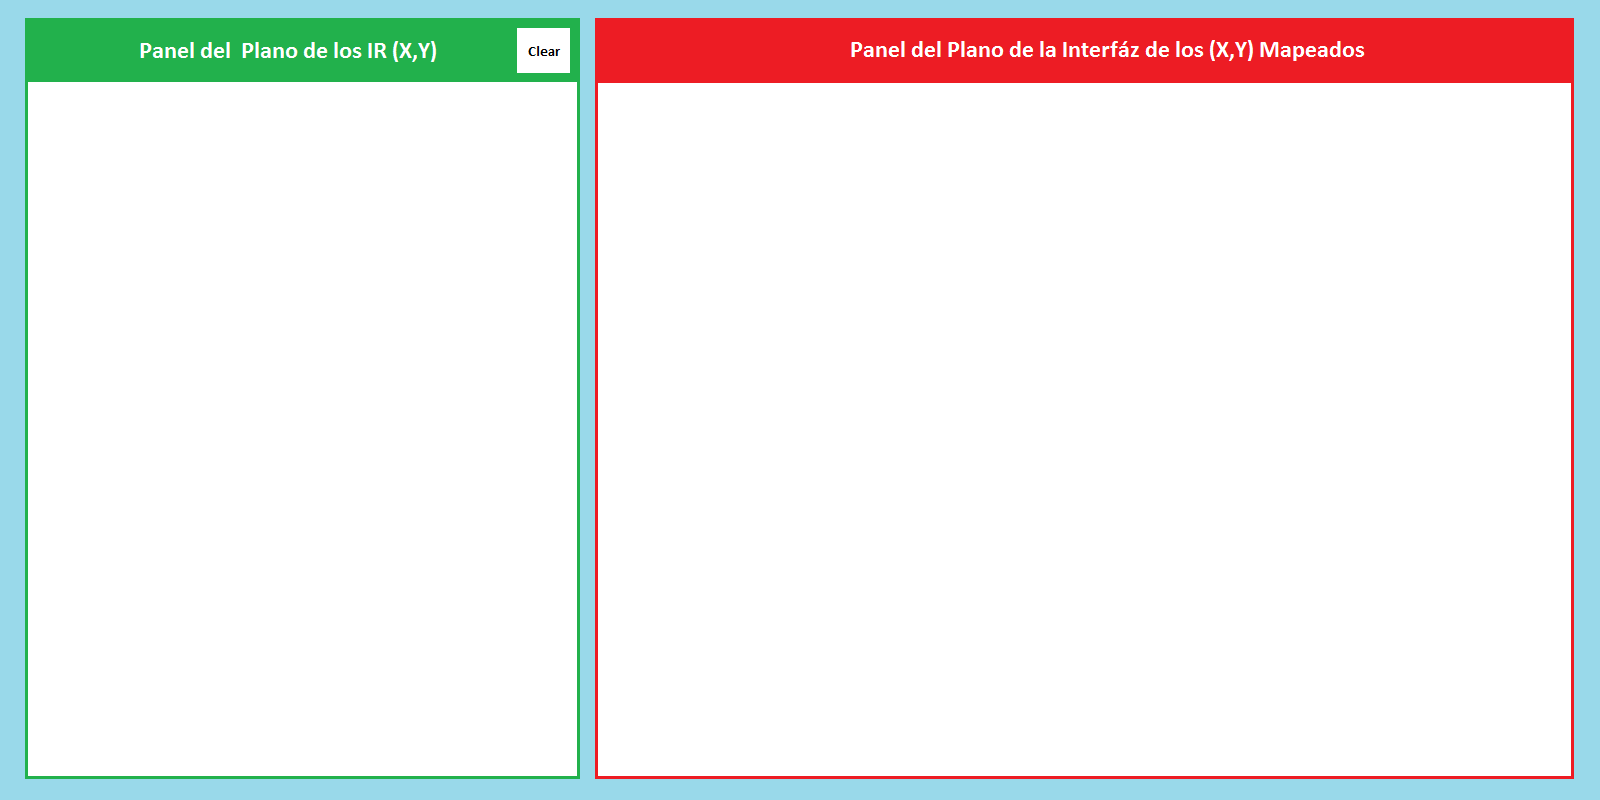 Panel del  Plano de los IR (X,Y)
Clear
Panel del Plano de la Interfáz de los (X,Y) Mapeados